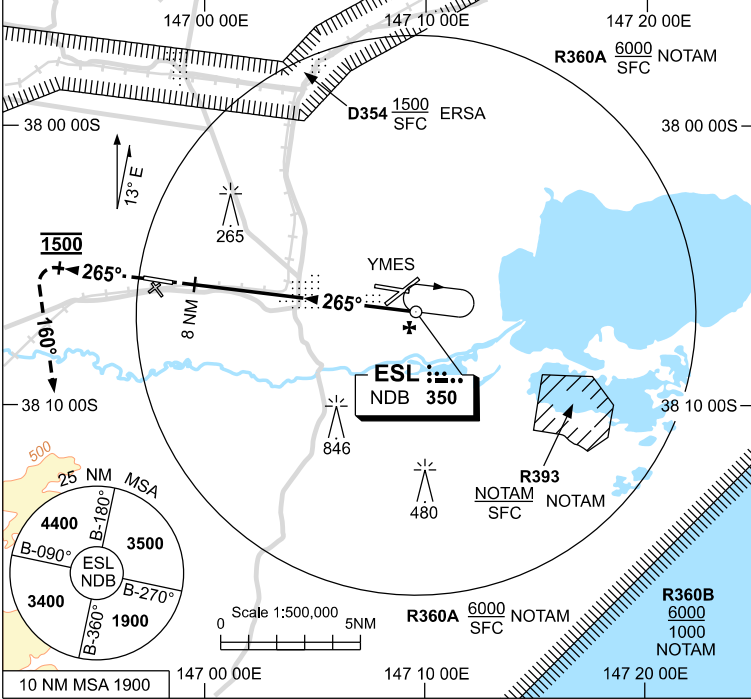 147 00 00E
147 10 00E
147 20 00E
R360A 6000 NOTAM
SFC
D354 1500 ERSA
SFC
38 00 00S
38 00 00S
13° E
265
1500
265°
YMES
265°
8 NM
160°
ESL
NDB 350
38 10 00S
38 10 00S
846
R393
NOTAM NOTAM
SFC
480
500
25 NM MSA
4400
B-180°
3500
B-090°
ESL
NDB
B-270°
3400
B-360°
1900
Scale 1:500,000
0
5NM
R360A 6000 NOTAM
SFC
R360B
6000
1000
NOTAM
10 NM MSA 1900
147 00 00E
147 10 00E
147 20 00E